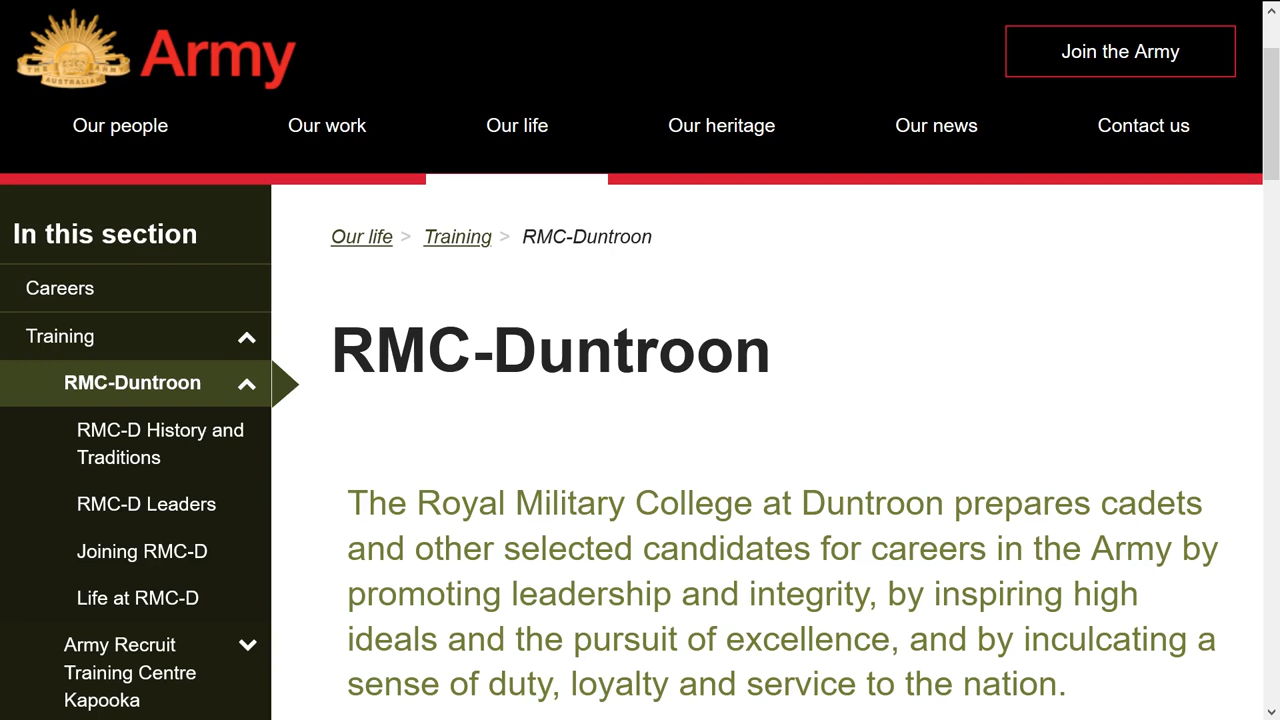 Army
THE AUSTRALIAN ARMY
Join the Army
Our people
Our work
Our life
Our heritage
Our news
Contact us
In this section
Careers
Training
RMC-Duntroon
RMC-D History and
Traditions
RMC-D Leaders
Joining RMC-D
Life at RMC-D
Army Recruit
Training Centre
Kapooka
Our life > Training > RMC-Duntroon
RMC-Duntroon
The Royal Military College at Duntroon prepares cadets
and other selected candidates for careers in the Army by
promoting leadership and integrity, by inspiring high
ideals and the pursuit of excellence, and by inculcating a
sense of duty, loyalty and service to the nation.